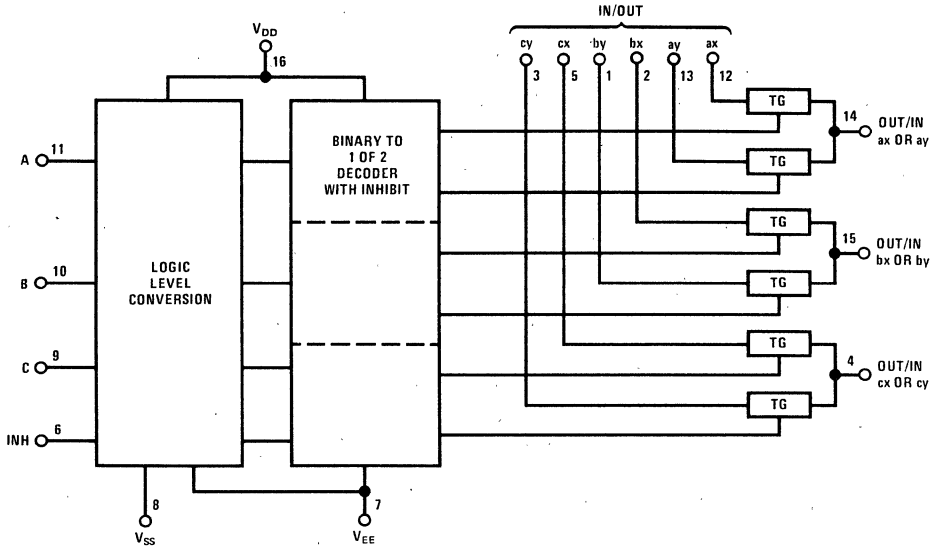 IN/OUT
V_DD
16
cy cx by bx ay ax
3 5 1 2 13 12
TG
14
OUT/IN
ax OR ay
TG
BINARY TO
1 OF 2
DECODER
WITH INHIBIT
A 11
TG
15
OUT/IN
bx OR by
TG
B 10
LOGIC
LEVEL
CONVERSION
TG
4
OUT/IN
cx OR cy
TG
C 9
INH 6
8
V_SS
7
V_EE